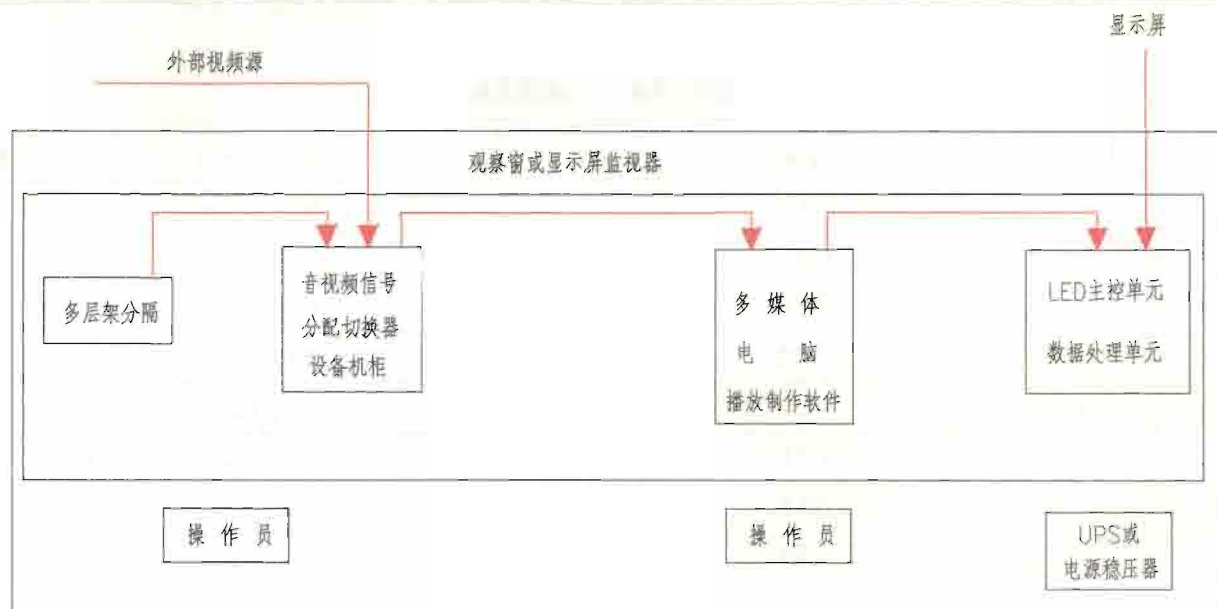 显示屏
外部视频源
观察窗或显示屏监视器
多层架分隔
音视频信号
分配切换器
设备机柜
多媒体
电脑
播放制作软件
LED主控单元
数据处理单元
操作员
操作员
UPS或
电源稳压器